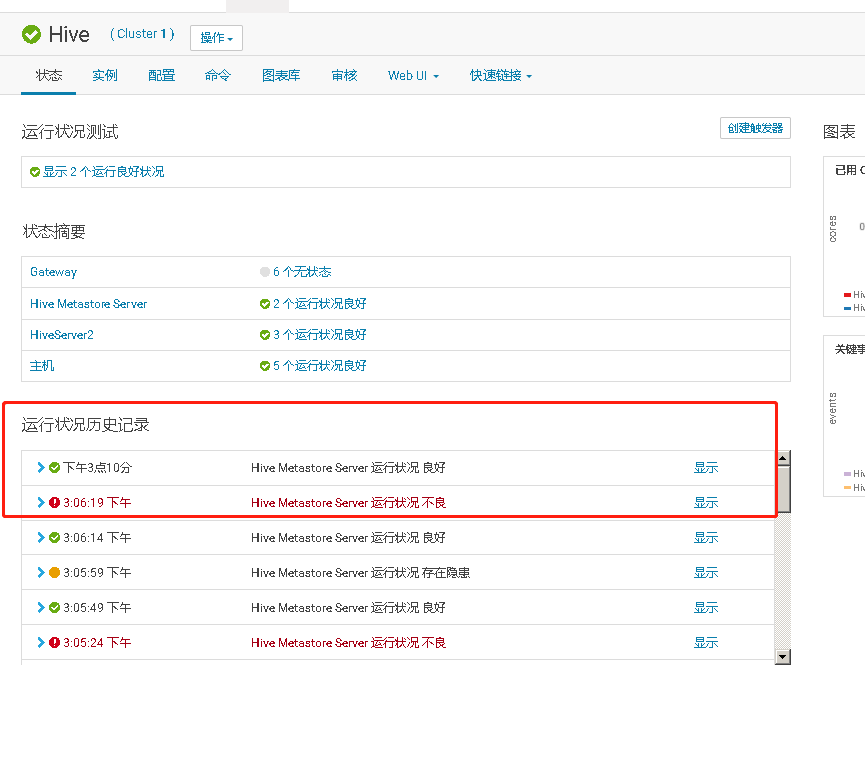 Hive (Cluster 1) 操作
状态 实例 配置 命令 图表库 审核 Web UI 快速链接
运行状况测试 创建触发器 图表
显示 2 个运行良好状况
已用
cores
0
状态摘要
Gateway 6 个无状态
Hive Metastore Server 2 个运行状况良好
HiveServer2 3 个运行状况良好
主机 5 个运行状况良好
关键事
events
运行状况历史记录
下午3点10分 Hive Metastore Server 运行状况 良好 显示
3:06:19 下午 Hive Metastore Server 运行状况 不良 显示
3:06:14 下午 Hive Metastore Server 运行状况 良好 显示
3:05:59 下午 Hive Metastore Server 运行状况 存在隐患 显示
3:05:49 下午 Hive Metastore Server 运行状况 良好 显示
3:05:24 下午 Hive Metastore Server 运行状况 不良 显示